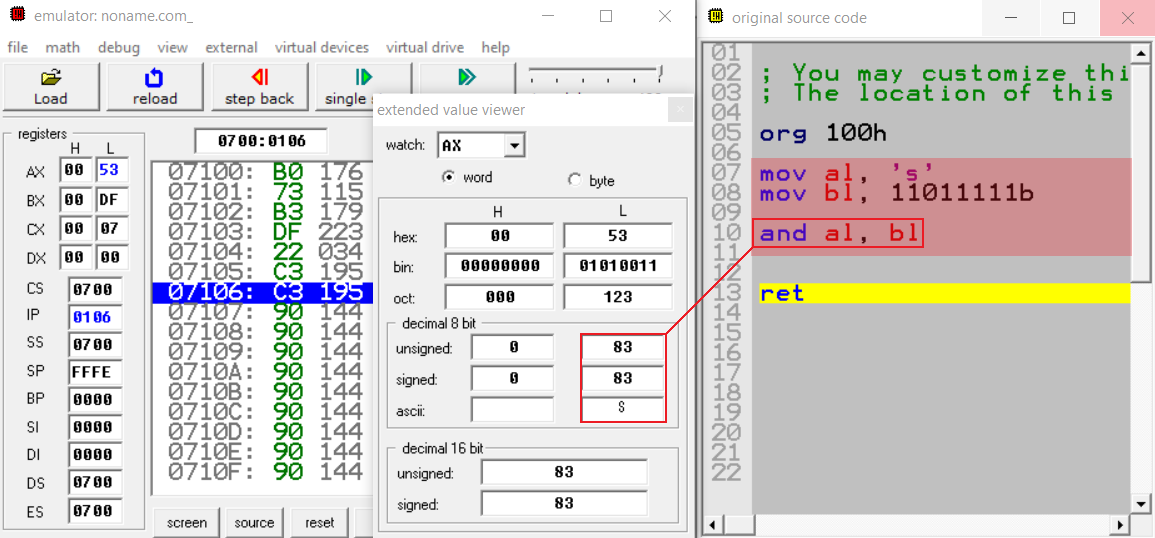 emulator: noname.com_
file math debug view external virtual devices virtual drive help
Load reload step back single
registers
H L
AX 00 53
BX 00 DF
CX 00 07
DX 00 00
CS 0700
IP 0106
SS 0700
SP FFFE
BP 0000
SI 0000
DI 0000
DS 0700
ES 0700
0700:0106
07100: B0 176
07101: 73 115
07102: B3 179
07103: DF 223
07104: 22 034
07105: C3 195
07106: C3 195
07107: 90 144
07108: 90 144
07109: 90 144
0710A: 90 144
0710B: 90 144
0710C: 90 144
0710D: 90 144
0710E: 90 144
0710F: 90 144
screen source reset
extended value viewer
watch: AX
word byte
H L
hex: 00 53
bin: 00000000 01010011
oct: 000 123
decimal 8 bit
unsigned: 0 83
signed: 0 83
ascii: S
decimal 16 bit
unsigned: 83
signed: 83
original source code
01
02 ; You may customize thi
03 ; The location of this
04
05 org 100h
06
07 mov al, 's'
08 mov bl, 11011111b
09
10 and al, bl
11
12
13 ret
14
15
16
17
18
19
20
21
22